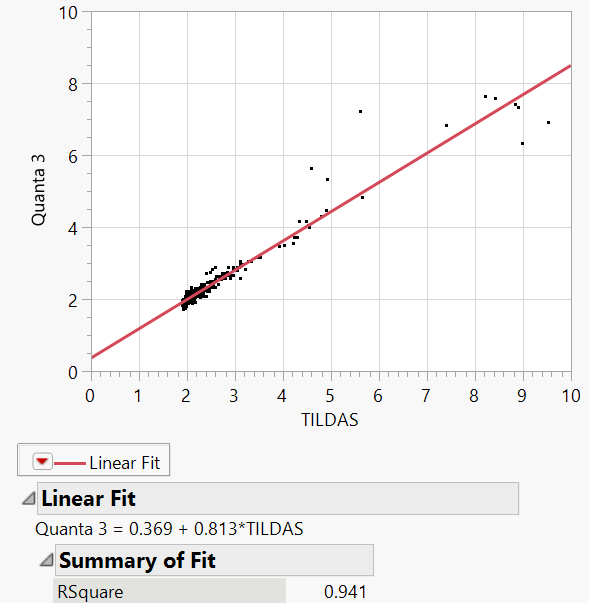 10
8
6
4
2
0
Quanta 3
0 1 2 3 4 5 6 7 8 9 10
TILDAS
Linear Fit
Linear Fit
Quanta 3 = 0.369 + 0.813*TILDAS
Summary of Fit
RSquare 0.941